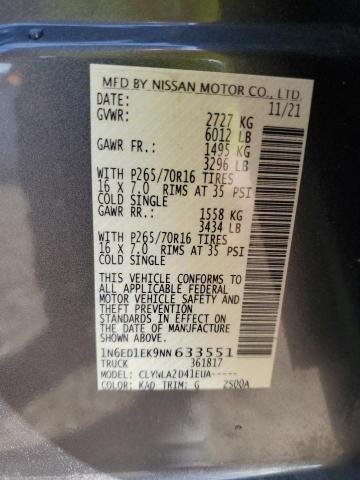 MFD BY NISSAN MOTOR CO., LTD.
DATE: 11/21
GVWR: 2727 KG
6012 LB
GAWR FR.: 1495 KG
3296 LB
WITH P265/70R16 TIRES
16 X 7.0 RIMS AT 35 PSI
COLD SINGLE
GAWR RR.: 1558 KG
3434 LB
WITH P265/70R16 TIRES
16 X 7.0 RIMS AT 35 PSI
COLD SINGLE
THIS VEHICLE CONFORMS TO
ALL APPLICABLE FEDERAL
MOTOR VEHICLE SAFETY AND
THEFT PREVENTION
STANDARDS IN EFFECT ON
THE DATE OF MANUFACTURE
SHOWN ABOVE.
1N6ED1EK9NN633551
TRUCK 361817
MODEL: CLYNLA2D41EUA-----
COLOR: KAD TRIM: G 2500A